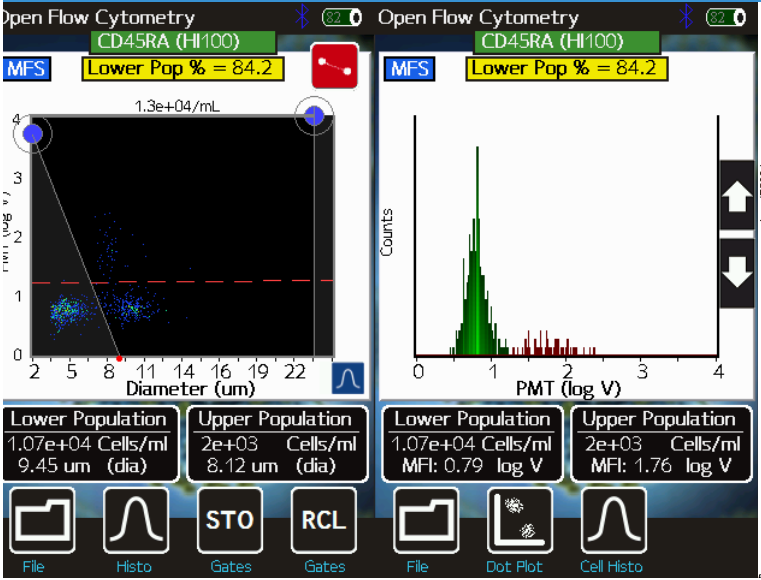 Open Flow Cytometry
82
CD45RA (HI100)
MFS
Lower Pop % = 84.2
1.3e+04/mL
4
3
2
1
0
PMT (log V)
2 5 8 11 14 16 19 22
Diameter (um)
Lower Population
1.07e+04 Cells/ml
9.45 um (dia)
Upper Population
2e+03 Cells/ml
8.12 um (dia)
STO
RCL
File
Histo
Gates
Gates
Open Flow Cytometry
82
CD45RA (HI100)
MFS
Lower Pop % = 84.2
Counts
0 1 2 3 4
PMT (log V)
Lower Population
1.07e+04 Cells/ml
MFI: 0.79 log V
Upper Population
2e+03 Cells/ml
MFI: 1.76 log V
File
Dot Plot
Cell Histo